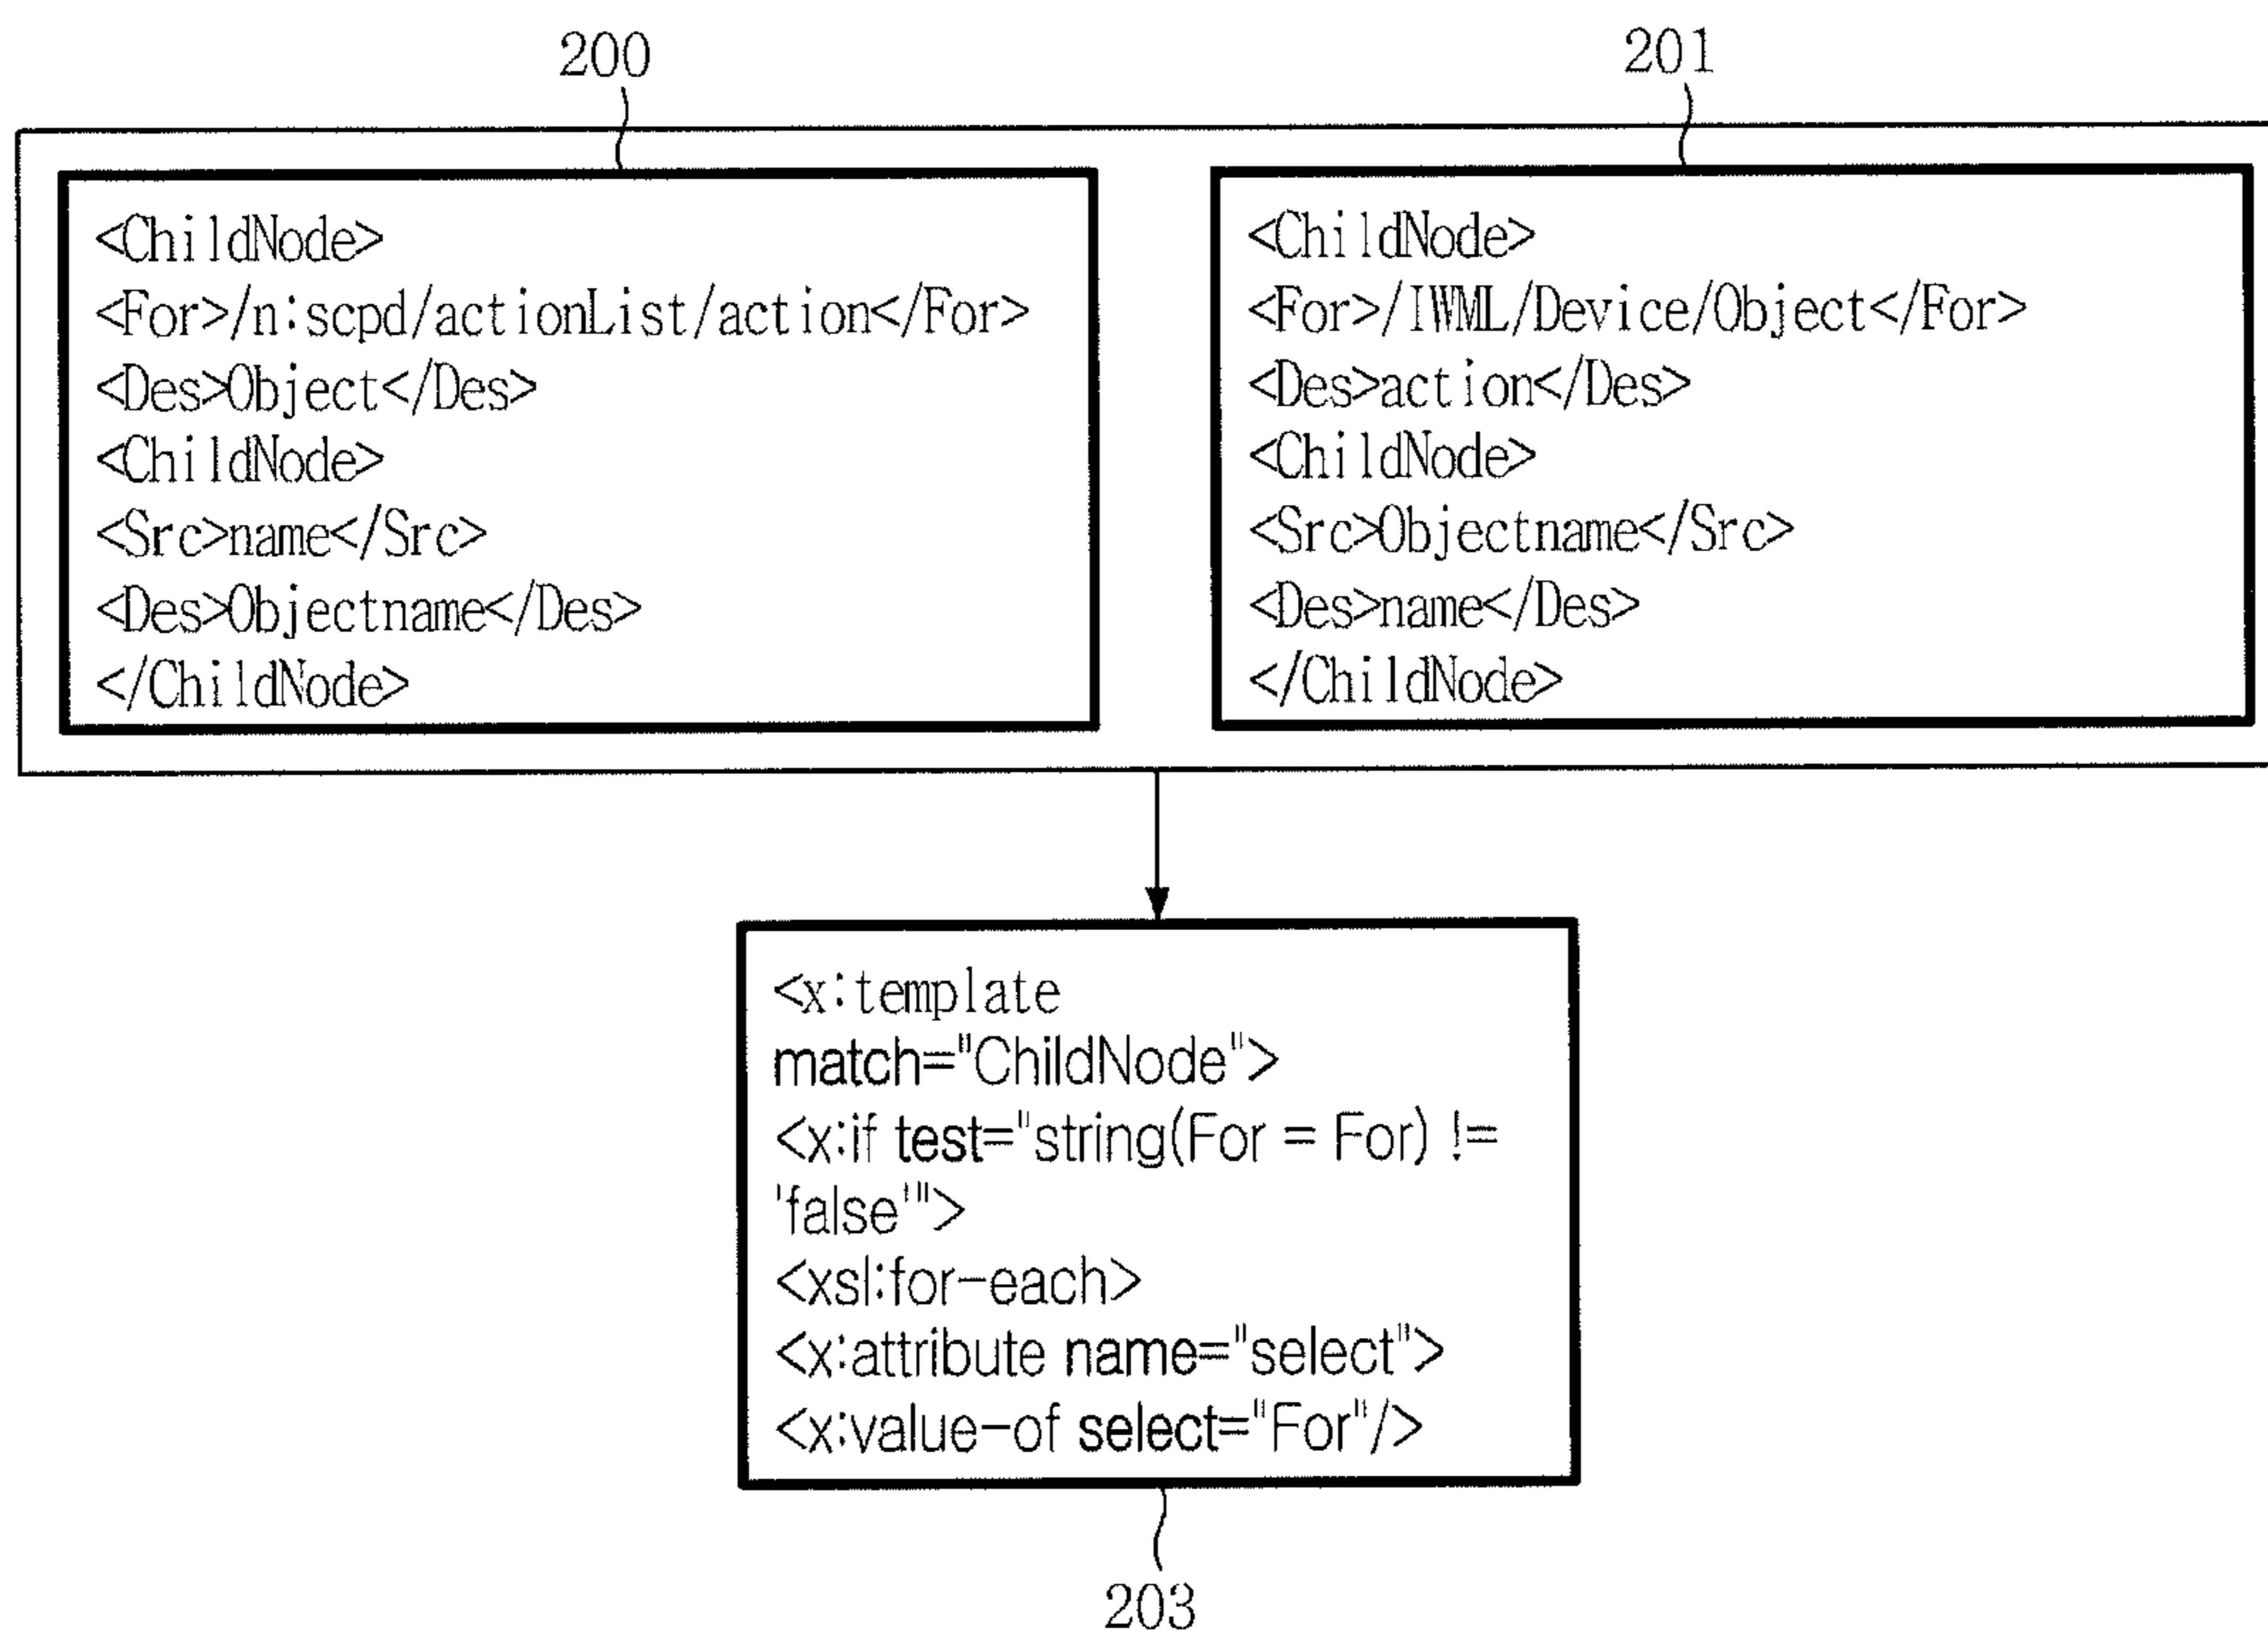 200
<ChildNode>
<For>/n:scpd/actionList/action</For>
<Des>Object</Des>
<ChildNode>
<Src>name</Src>
<Des>Objectname</Des>
</ChildNode>
201
<ChildNode>
<For>/IWML/Device/Object</For>
<Des>action</Des>
<ChildNode>
<Src>Objectname</Src>
<Des>name</Des>
</ChildNode>
<x:template
match="ChildNode">
<x:if test="string(For = For) !=
'false'">
<xsl:for-each>
<x:attribute name="select">
<x:value-of select="For"/>
203